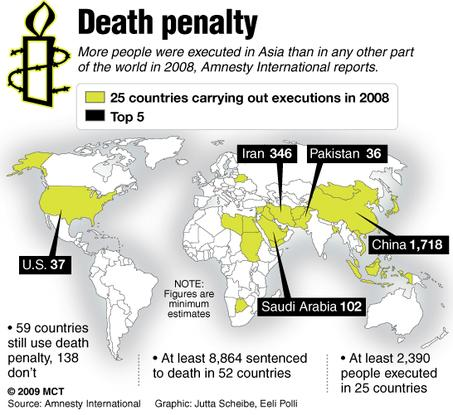 Death penalty
More people were executed in Asia than in any other part
of the world in 2008, Amnesty International reports.
25 countries carrying out executions in 2008
Top 5
Iran 346
Pakistan 36
China 1,718
U.S. 37
Saudi Arabia 102
NOTE:
Figures are
minimum
estimates
• 59 countries
still use death
penalty, 138
don't
• At least 8,864 sentenced
to death in 52 countries
• At least 2,390
people executed
in 25 countries
© 2009 MCT
Source: Amnesty International Graphic: Jutta Scheibe, Eeli Polli